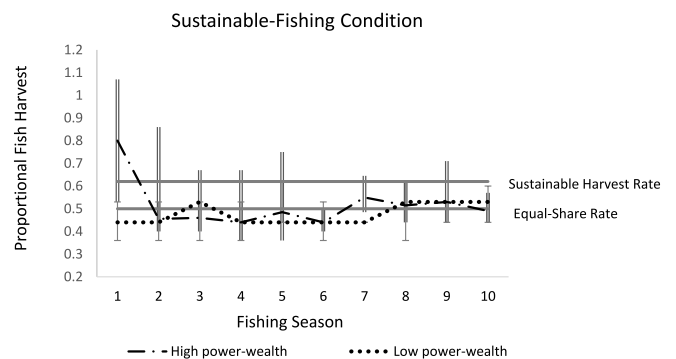 Sustainable-Fishing Condition
Proportional Fish Harvest
1.2
1.1
1
0.9
0.8
0.7
0.6
0.5
0.4
0.3
0.2
Sustainable Harvest Rate
Equal-Share Rate
1 2 3 4 5 6 7 8 9 10
Fishing Season
High power-wealth Low power-wealth